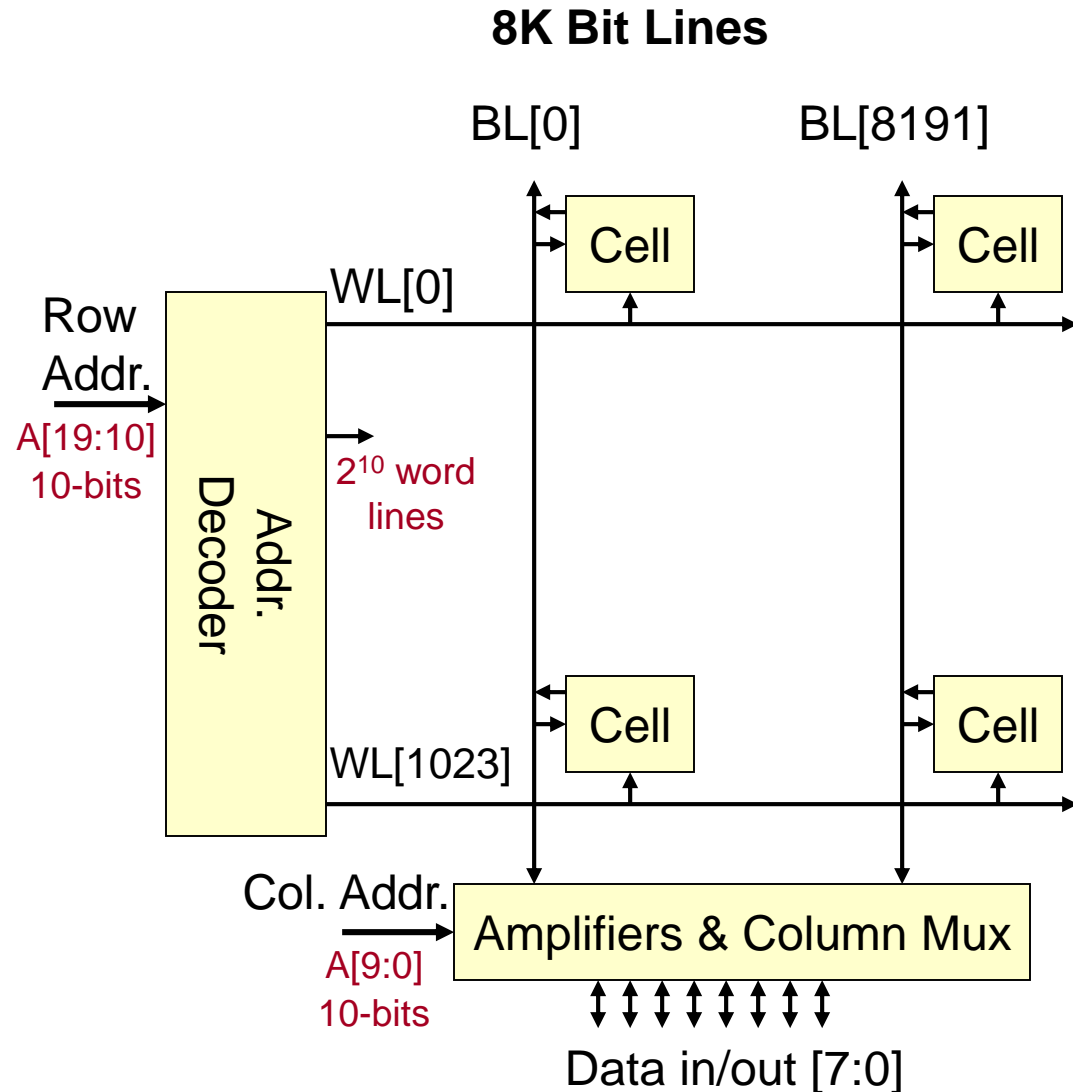 8K Bit Lines
BL[0]
BL[8191]
Cell
Cell
WL[0]
Row
Addr.
A[19:10]
10-bits
Addr.
Decoder
2¹⁰ word
lines
Cell
Cell
WL[1023]
Col. Addr.
A[9:0]
10-bits
Amplifiers & Column Mux
Data in/out [7:0]